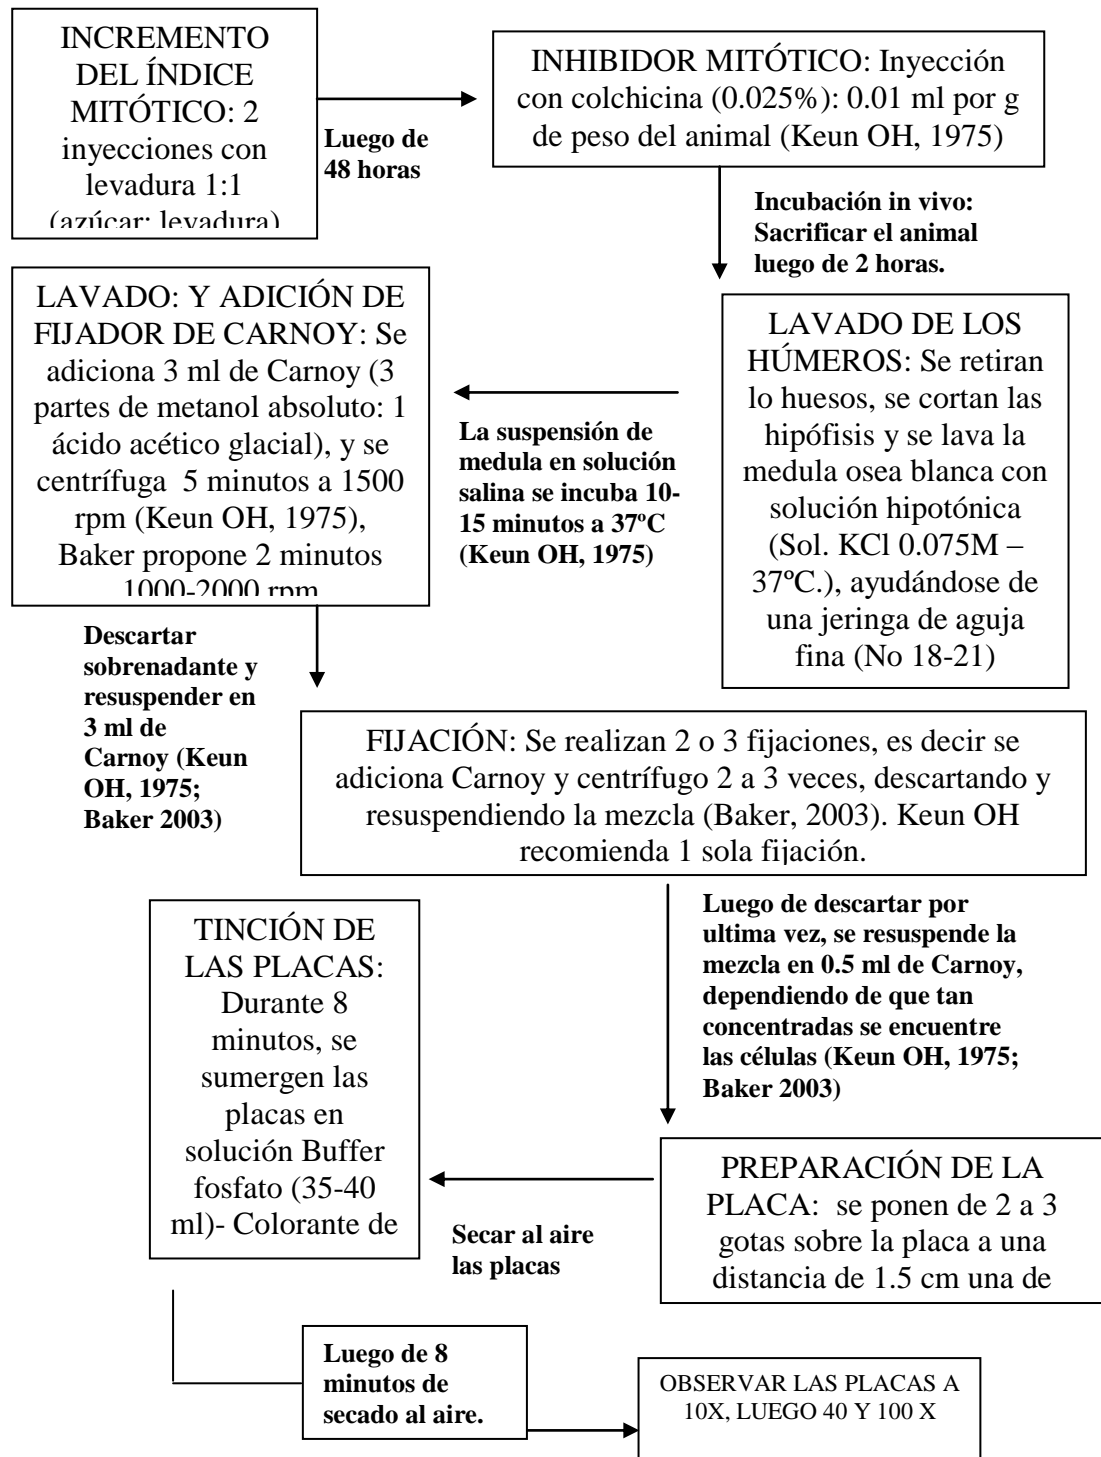 INCREMENTO
DEL ÍNDICE
MITÓTICO: 2
inyecciones con
levadura 1:1
(azúcar: levadura)
Luego de
48 horas
INHIBIDOR MITÓTICO: Inyección
con colchicina (0.025%): 0.01 ml por g
de peso del animal (Keun OH, 1975)
Incubación in vivo:
Sacrificar el animal
luego de 2 horas.
LAVADO DE LOS
HÚMEROS: Se retiran
lo huesos, se cortan las
hipófisis y se lava la
medula osea blanca con
solución hipotónica
(Sol. KCl 0.075M –
37ºC.), ayudándose de
una jeringa de aguja
fina (No 18-21)
La suspensión de
medula en solución
salina se incuba 10-
15 minutos a 37ºC
(Keun OH, 1975)
LAVADO: Y ADICIÓN DE
FIJADOR DE CARNOY: Se
adiciona 3 ml de Carnoy (3
partes de metanol absoluto: 1
ácido acético glacial), y se
centrífuga 5 minutos a 1500
rpm (Keun OH, 1975),
Baker propone 2 minutos
1000-2000 rpm
Descartar
sobrenadante y
resuspender en
3 ml de
Carnoy (Keun
OH, 1975;
Baker 2003)
FIJACIÓN: Se realizan 2 o 3 fijaciones, es decir se
adiciona Carnoy y centrífugo 2 a 3 veces, descartando y
resuspendiendo la mezcla (Baker, 2003). Keun OH
recomienda 1 sola fijación.
Luego de descartar por
ultima vez, se resuspende la
mezcla en 0.5 ml de Carnoy,
dependiendo de que tan
concentradas se encuentre
las células (Keun OH, 1975;
Baker 2003)
PREPARACIÓN DE LA
PLACA: se ponen de 2 a 3
gotas sobre la placa a una
distancia de 1.5 cm una de
Secar al aire
las placas
TINCIÓN DE
LAS PLACAS:
Durante 8
minutos, se
sumergen las
placas en
solución Buffer
fosfato (35-40
ml)- Colorante de
Luego de 8
minutos de
secado al aire.
OBSERVAR LAS PLACAS A
10X, LUEGO 40 Y 100 X